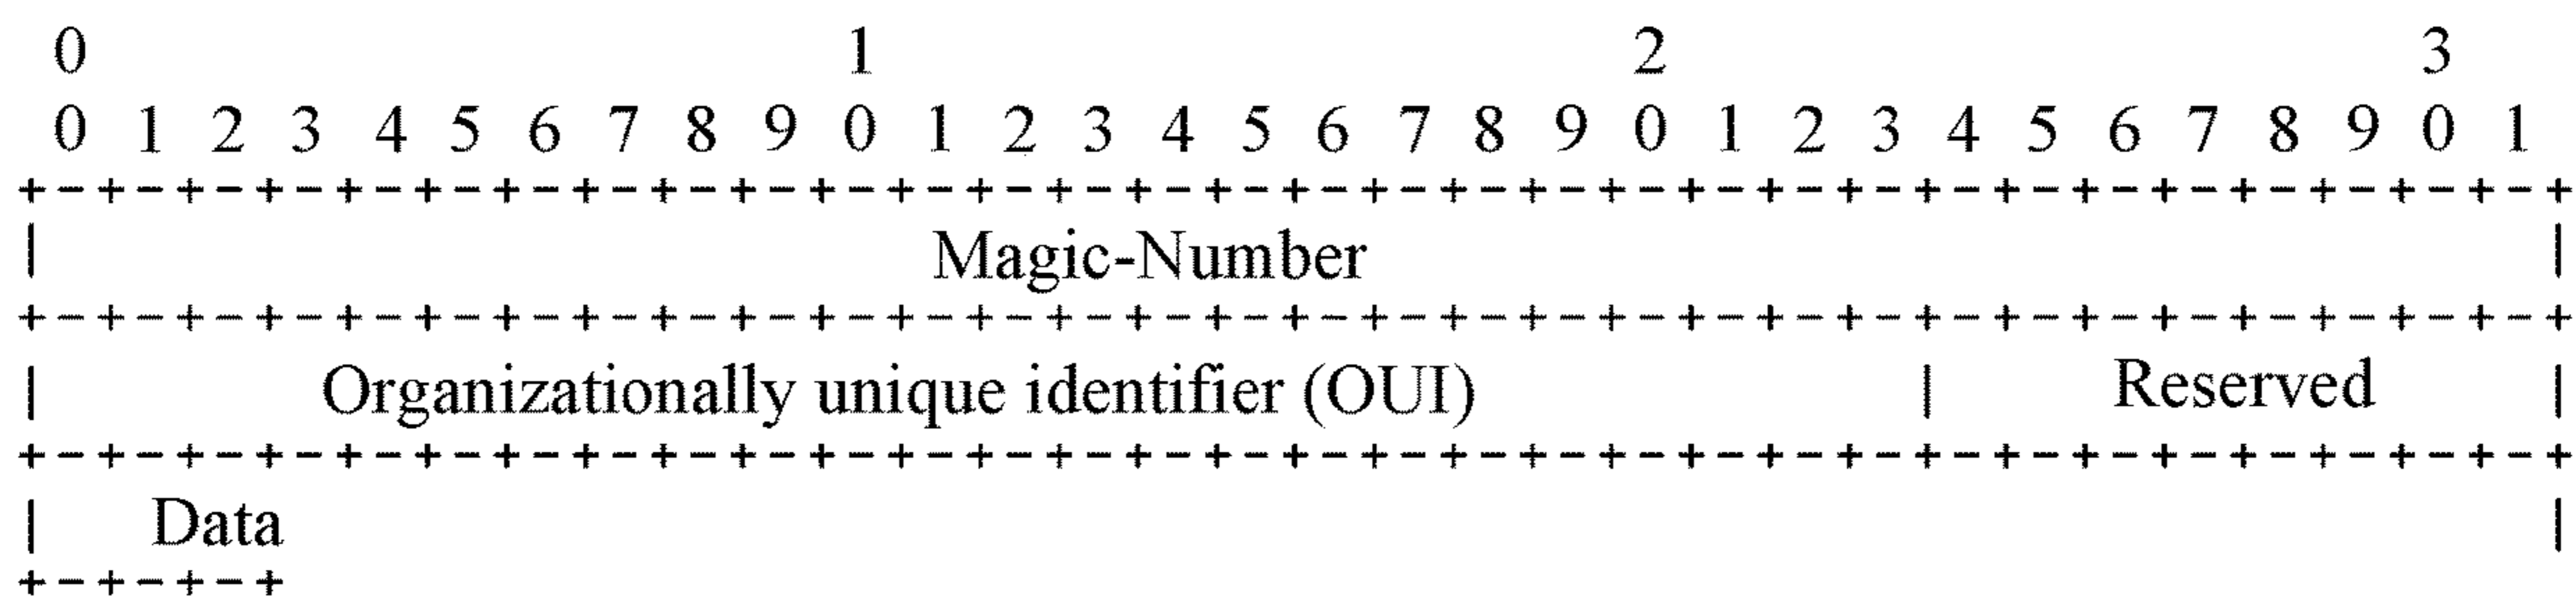 0 1 2 3
0 1 2 3 4 5 6 7 8 9 0 1 2 3 4 5 6 7 8 9 0 1 2 3 4 5 6 7 8 9 0 1
+-+-+-+-+-+-+-+-+-+-+-+-+-+-+-+-+-+-+-+-+-+-+-+-+-+-+-+-+-+-+-+-+
| Magic-Number |
+-+-+-+-+-+-+-+-+-+-+-+-+-+-+-+-+-+-+-+-+-+-+-+-+-+-+-+-+-+-+-+-+
| Organizationally unique identifier (OUI) | Reserved |
+-+-+-+-+-+-+-+-+-+-+-+-+-+-+-+-+-+-+-+-+-+-+-+-+-+-+-+-+-+-+-+-+
| Data |
+-+-+-+